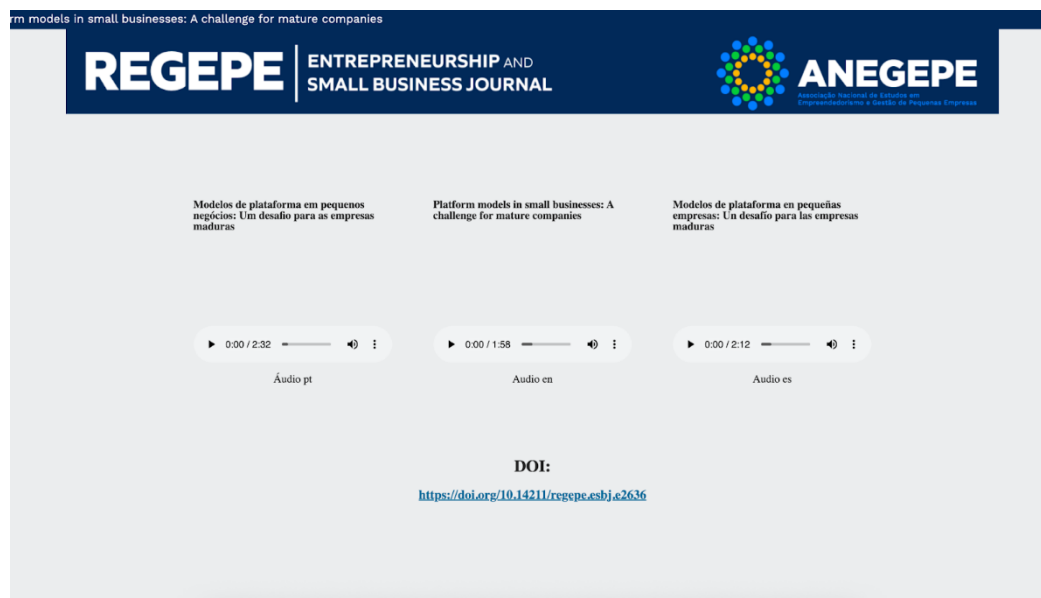 rm models in small businesses: A challenge for mature companies
REGEPE
ENTREPRENEURSHIP AND
SMALL BUSINESS JOURNAL
ANEGEPE
Associação Nacional de Estudos em
Empreendedorismo e Gestão de Pequenas Empresas
Modelos de plataforma em pequenos
negócios: Um desafio para as empresas
maduras
Platform models in small businesses: A
challenge for mature companies
Modelos de plataforma en pequeñas
empresas: Un desafío para las empresas
maduras
0:00 / 2:32
0:00 / 1:58
0:00 / 2:12
Áudio pt
Audio en
Audio es
DOI:
https://doi.org/10.14211/regepe.esbj.e2636